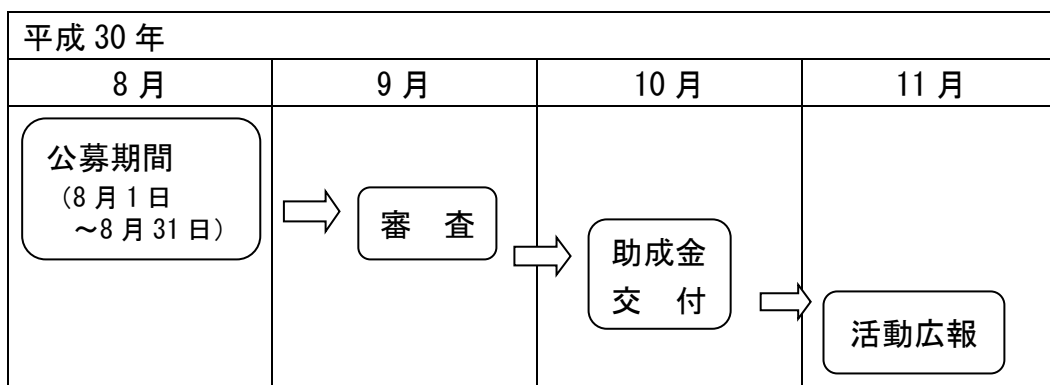 平成 30 年
8 月
9 月
10 月
11 月
公募期間
(8 月 1 日
～8 月 31 日)
審　査
助成金
交　付
活動広報